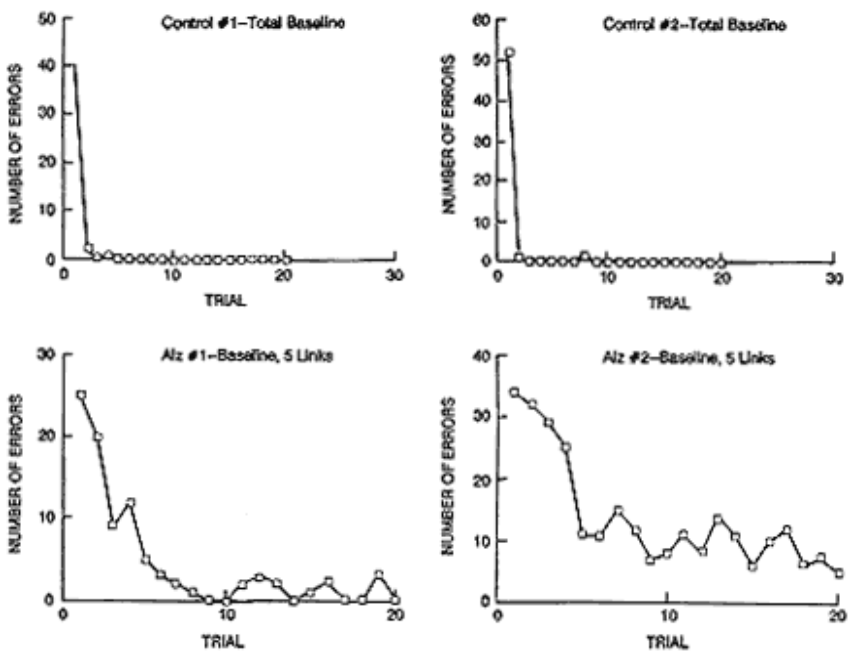 Control #1-Total Baseline
NUMBER OF ERRORS
50
40
30
20
10
0
0 10 20 30
TRIAL
Control #2-Total Baseline
NUMBER OF ERRORS
60
50
40
30
20
10
0
0 10 20 30
TRIAL
Alz #1-Baseline, 5 Links
NUMBER OF ERRORS
30
20
10
0
0 10 20
TRIAL
Alz #2-Baseline, 5 Links
NUMBER OF ERRORS
40
30
20
10
0
0 10 20
TRIAL